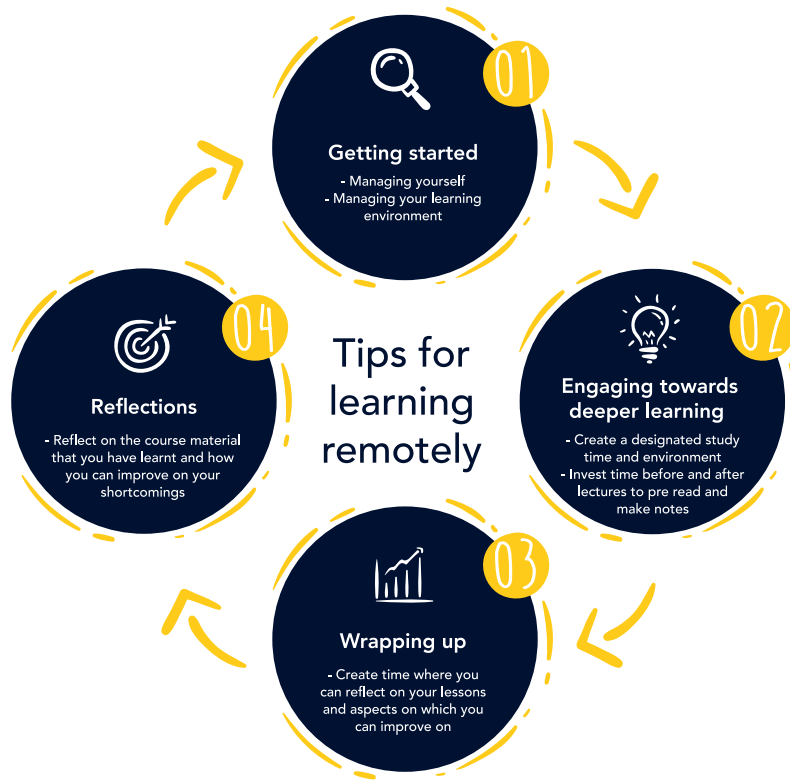 01
Getting started
- Managing yourself
- Managing your learning
environment
02
Engaging towards
deeper learning
- Create a designated study
time and environment
- Invest time before and after
lectures to pre read and
make notes
03
Wrapping up
- Create time where you
can reflect on your lessons
and aspects on which you
can improve on
04
Reflections
- Reflect on the course material
that you have learnt and how
you can improve on your
shortcomings
Tips for
learning
remotely